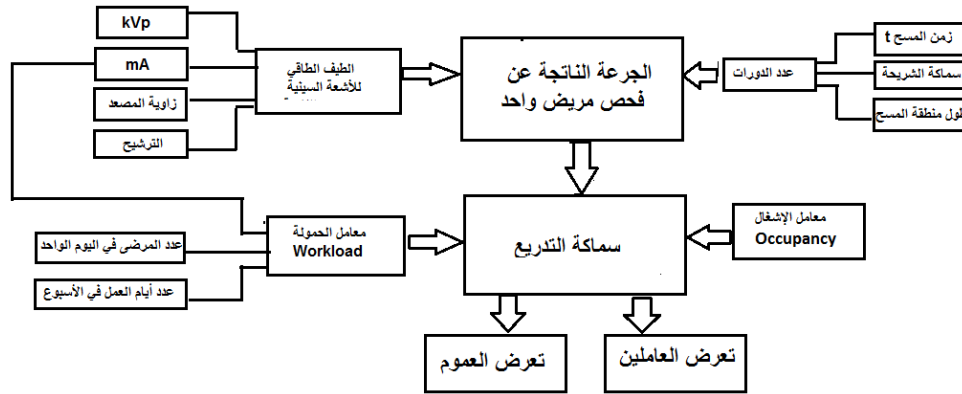 kVp
mA
زاوية المصعد
الترشيح
الطيف الطاقي
للأشعة السينية
الجرعة الناتجة عن
فحص مريض واحد
عدد الدورات
زمن المسح t
سماكة الشريحة
طول منطقة المسح
معامل الحمولة
Workload
عدد المرضى في اليوم الواحد
عدد أيام العمل في الأسبوع
سماكة التدريع
معامل الإشغال
Occupancy
تعرض العموم
تعرض العاملين